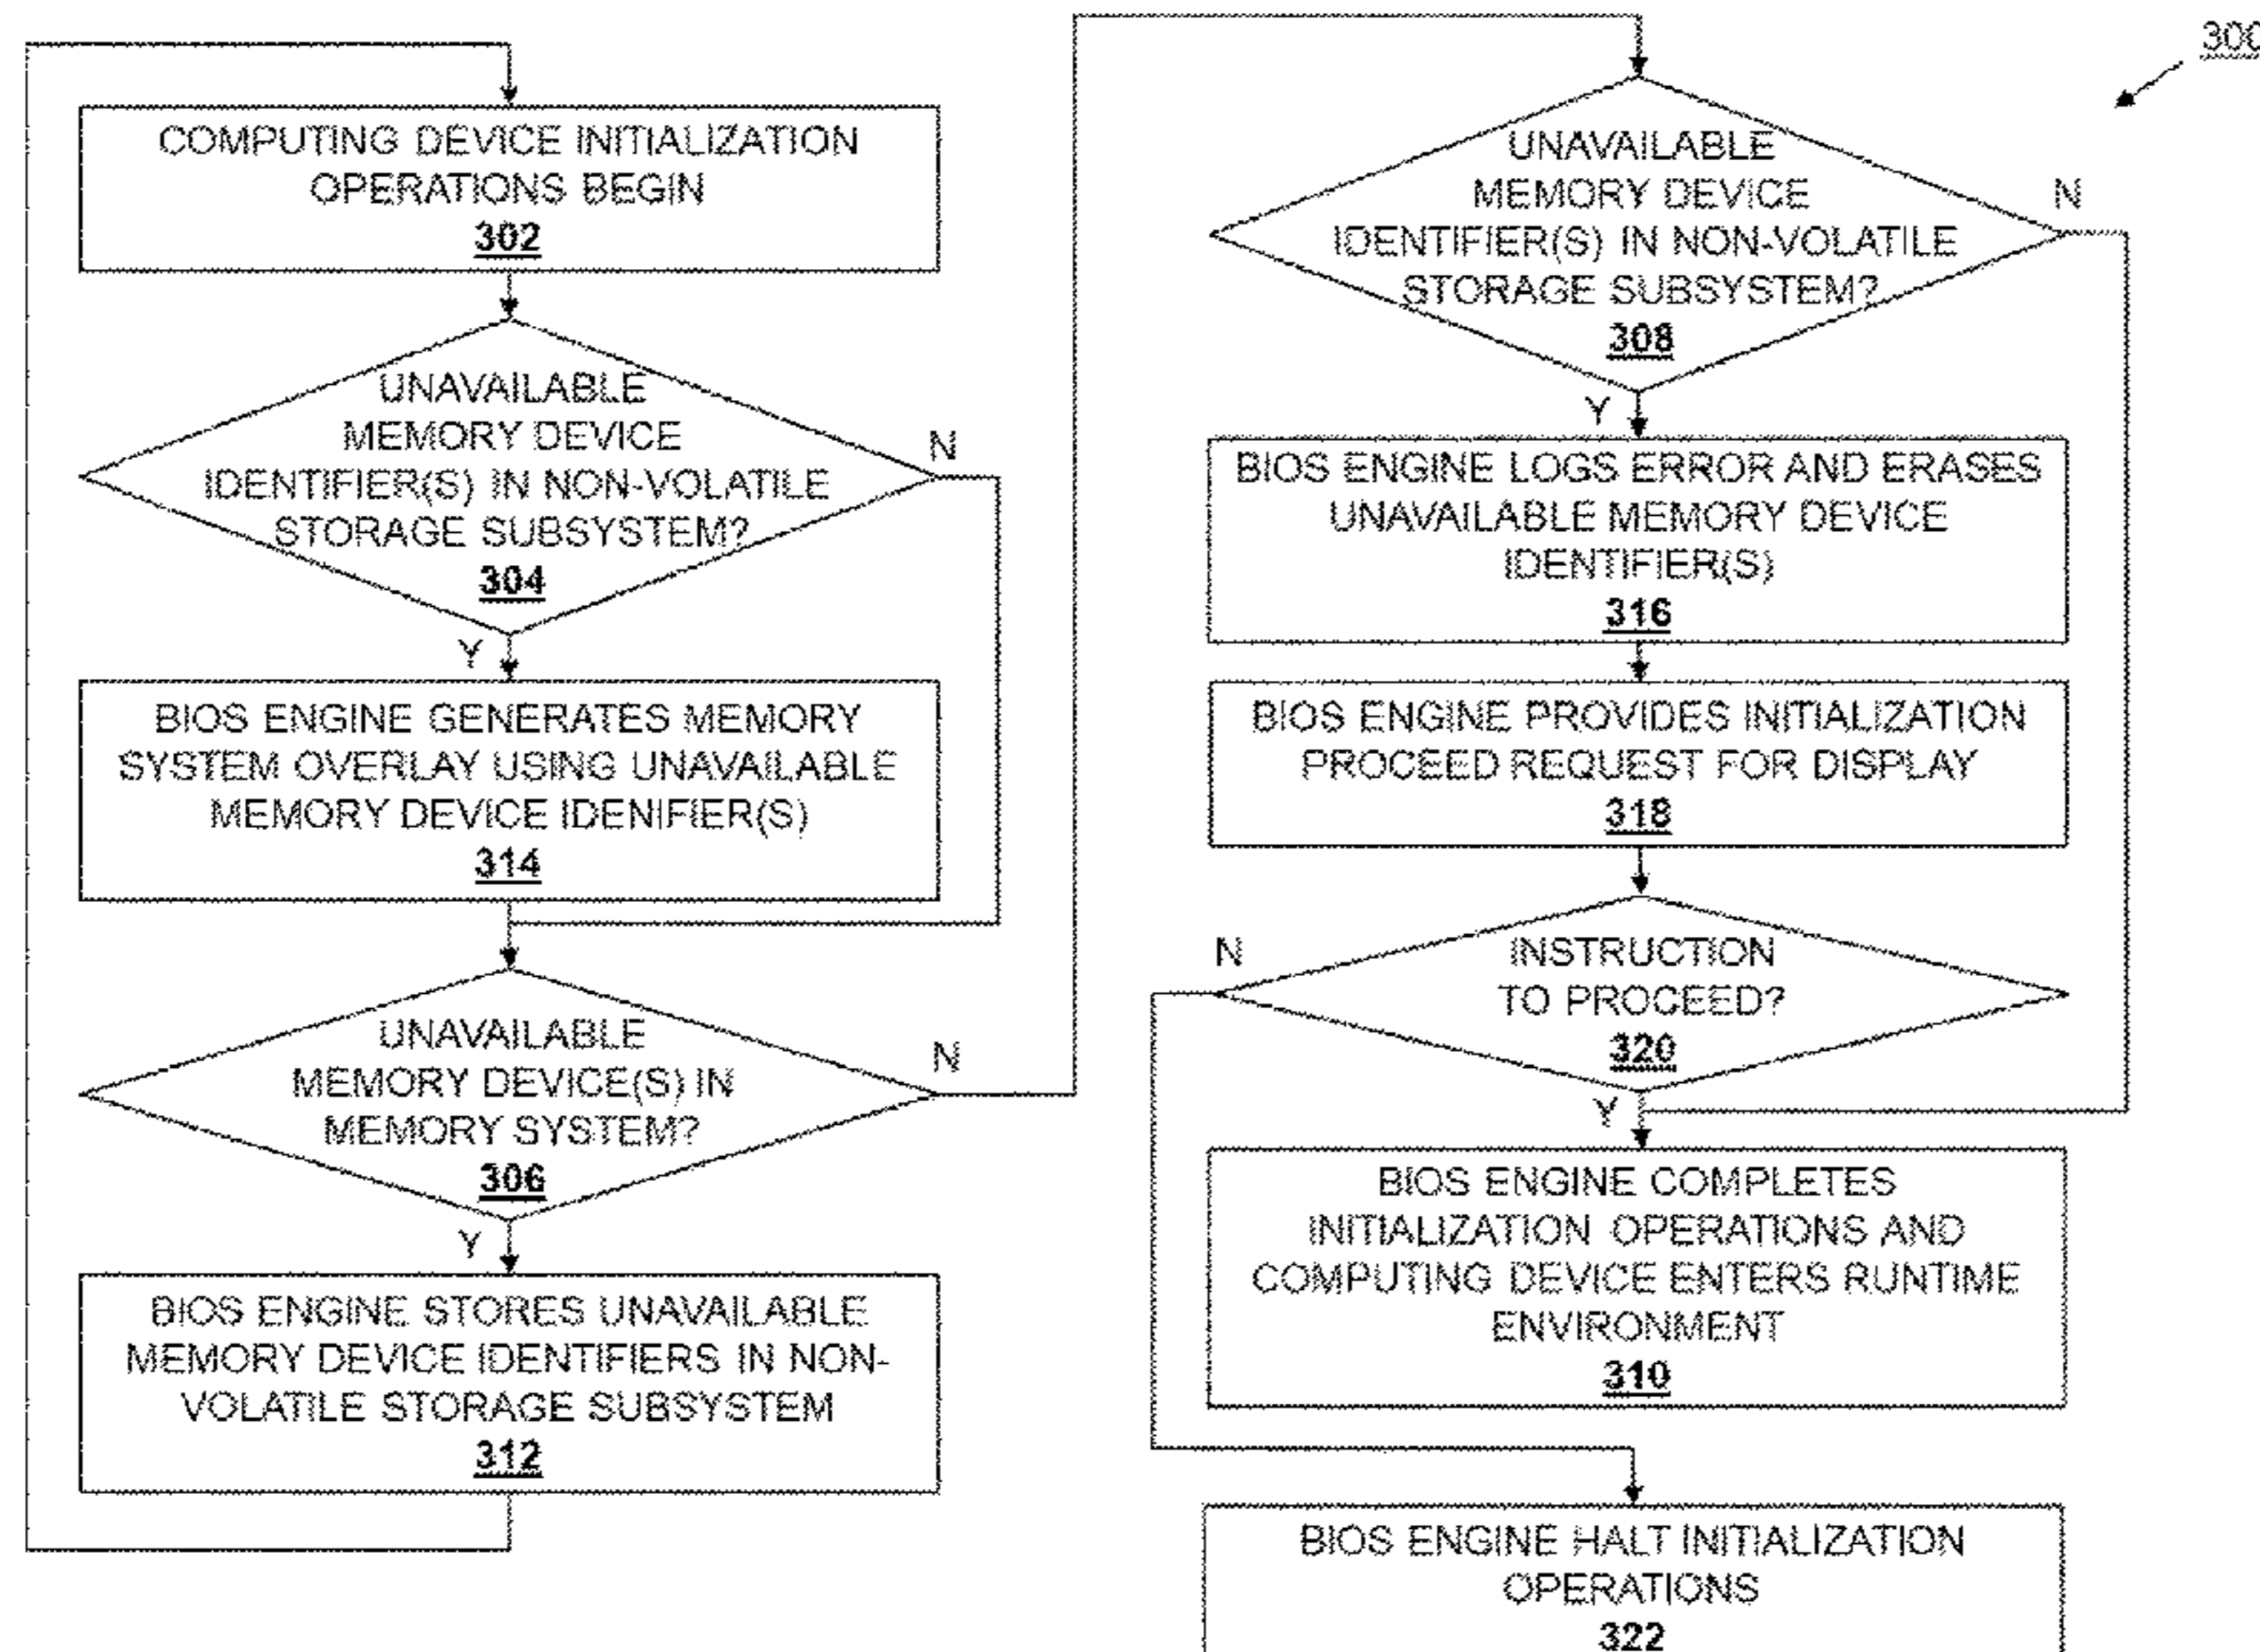 300
COMPUTING DEVICE INITIALIZATION
OPERATIONS BEGIN
302
UNAVAILABLE
MEMORY DEVICE
IDENTIFIER(S) IN NON-VOLATILE
STORAGE SUBSYSTEM?
304
N
Y
BIOS ENGINE GENERATES MEMORY
SYSTEM OVERLAY USING UNAVAILABLE
MEMORY DEVICE IDENIFIER(S)
314
UNAVAILABLE
MEMORY DEVICE(S) IN
MEMORY SYSTEM?
306
N
Y
BIOS ENGINE STORES UNAVAILABLE
MEMORY DEVICE IDENTIFIERS IN NON-
VOLATILE STORAGE SUBSYSTEM
312
UNAVAILABLE
MEMORY DEVICE
IDENTIFIER(S) IN NON-VOLATILE
STORAGE SUBSYSTEM?
308
N
Y
BIOS ENGINE LOGS ERROR AND ERASES
UNAVAILABLE MEMORY DEVICE
IDENTIFIER(S)
316
BIOS ENGINE PROVIDES INITIALIZATION
PROCEED REQUEST FOR DISPLAY
318
N
INSTRUCTION
TO PROCEED?
320
Y
BIOS ENGINE COMPLETES
INITIALIZATION OPERATIONS AND
COMPUTING DEVICE ENTERS RUNTIME
ENVIRONMENT
310
BIOS ENGINE HALT INITIALIZATION
OPERATIONS
322